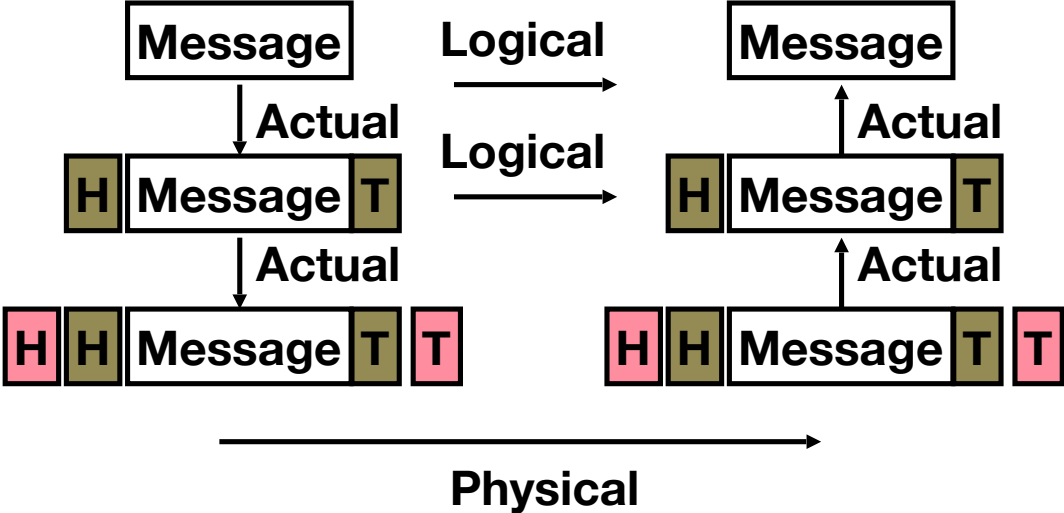 Message Logical Message
Actual Actual
Logical
H Message T H Message T
Actual Actual
H H Message T T H H Message T T
Physical